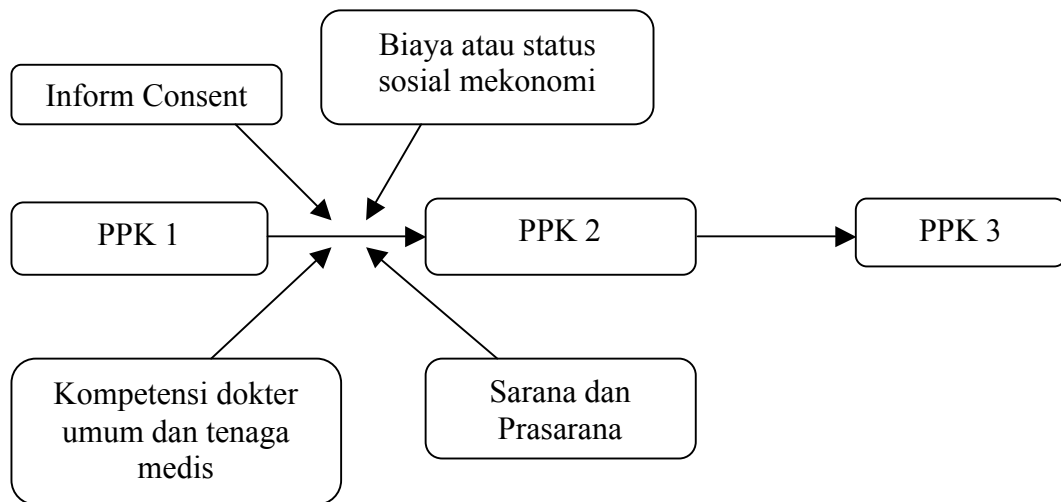 Biaya atau status
sosial mekonomi
Inform Consent
PPK 1
PPK 2
PPK 3
Kompetensi dokter
umum dan tenaga
medis
Sarana dan
Prasarana